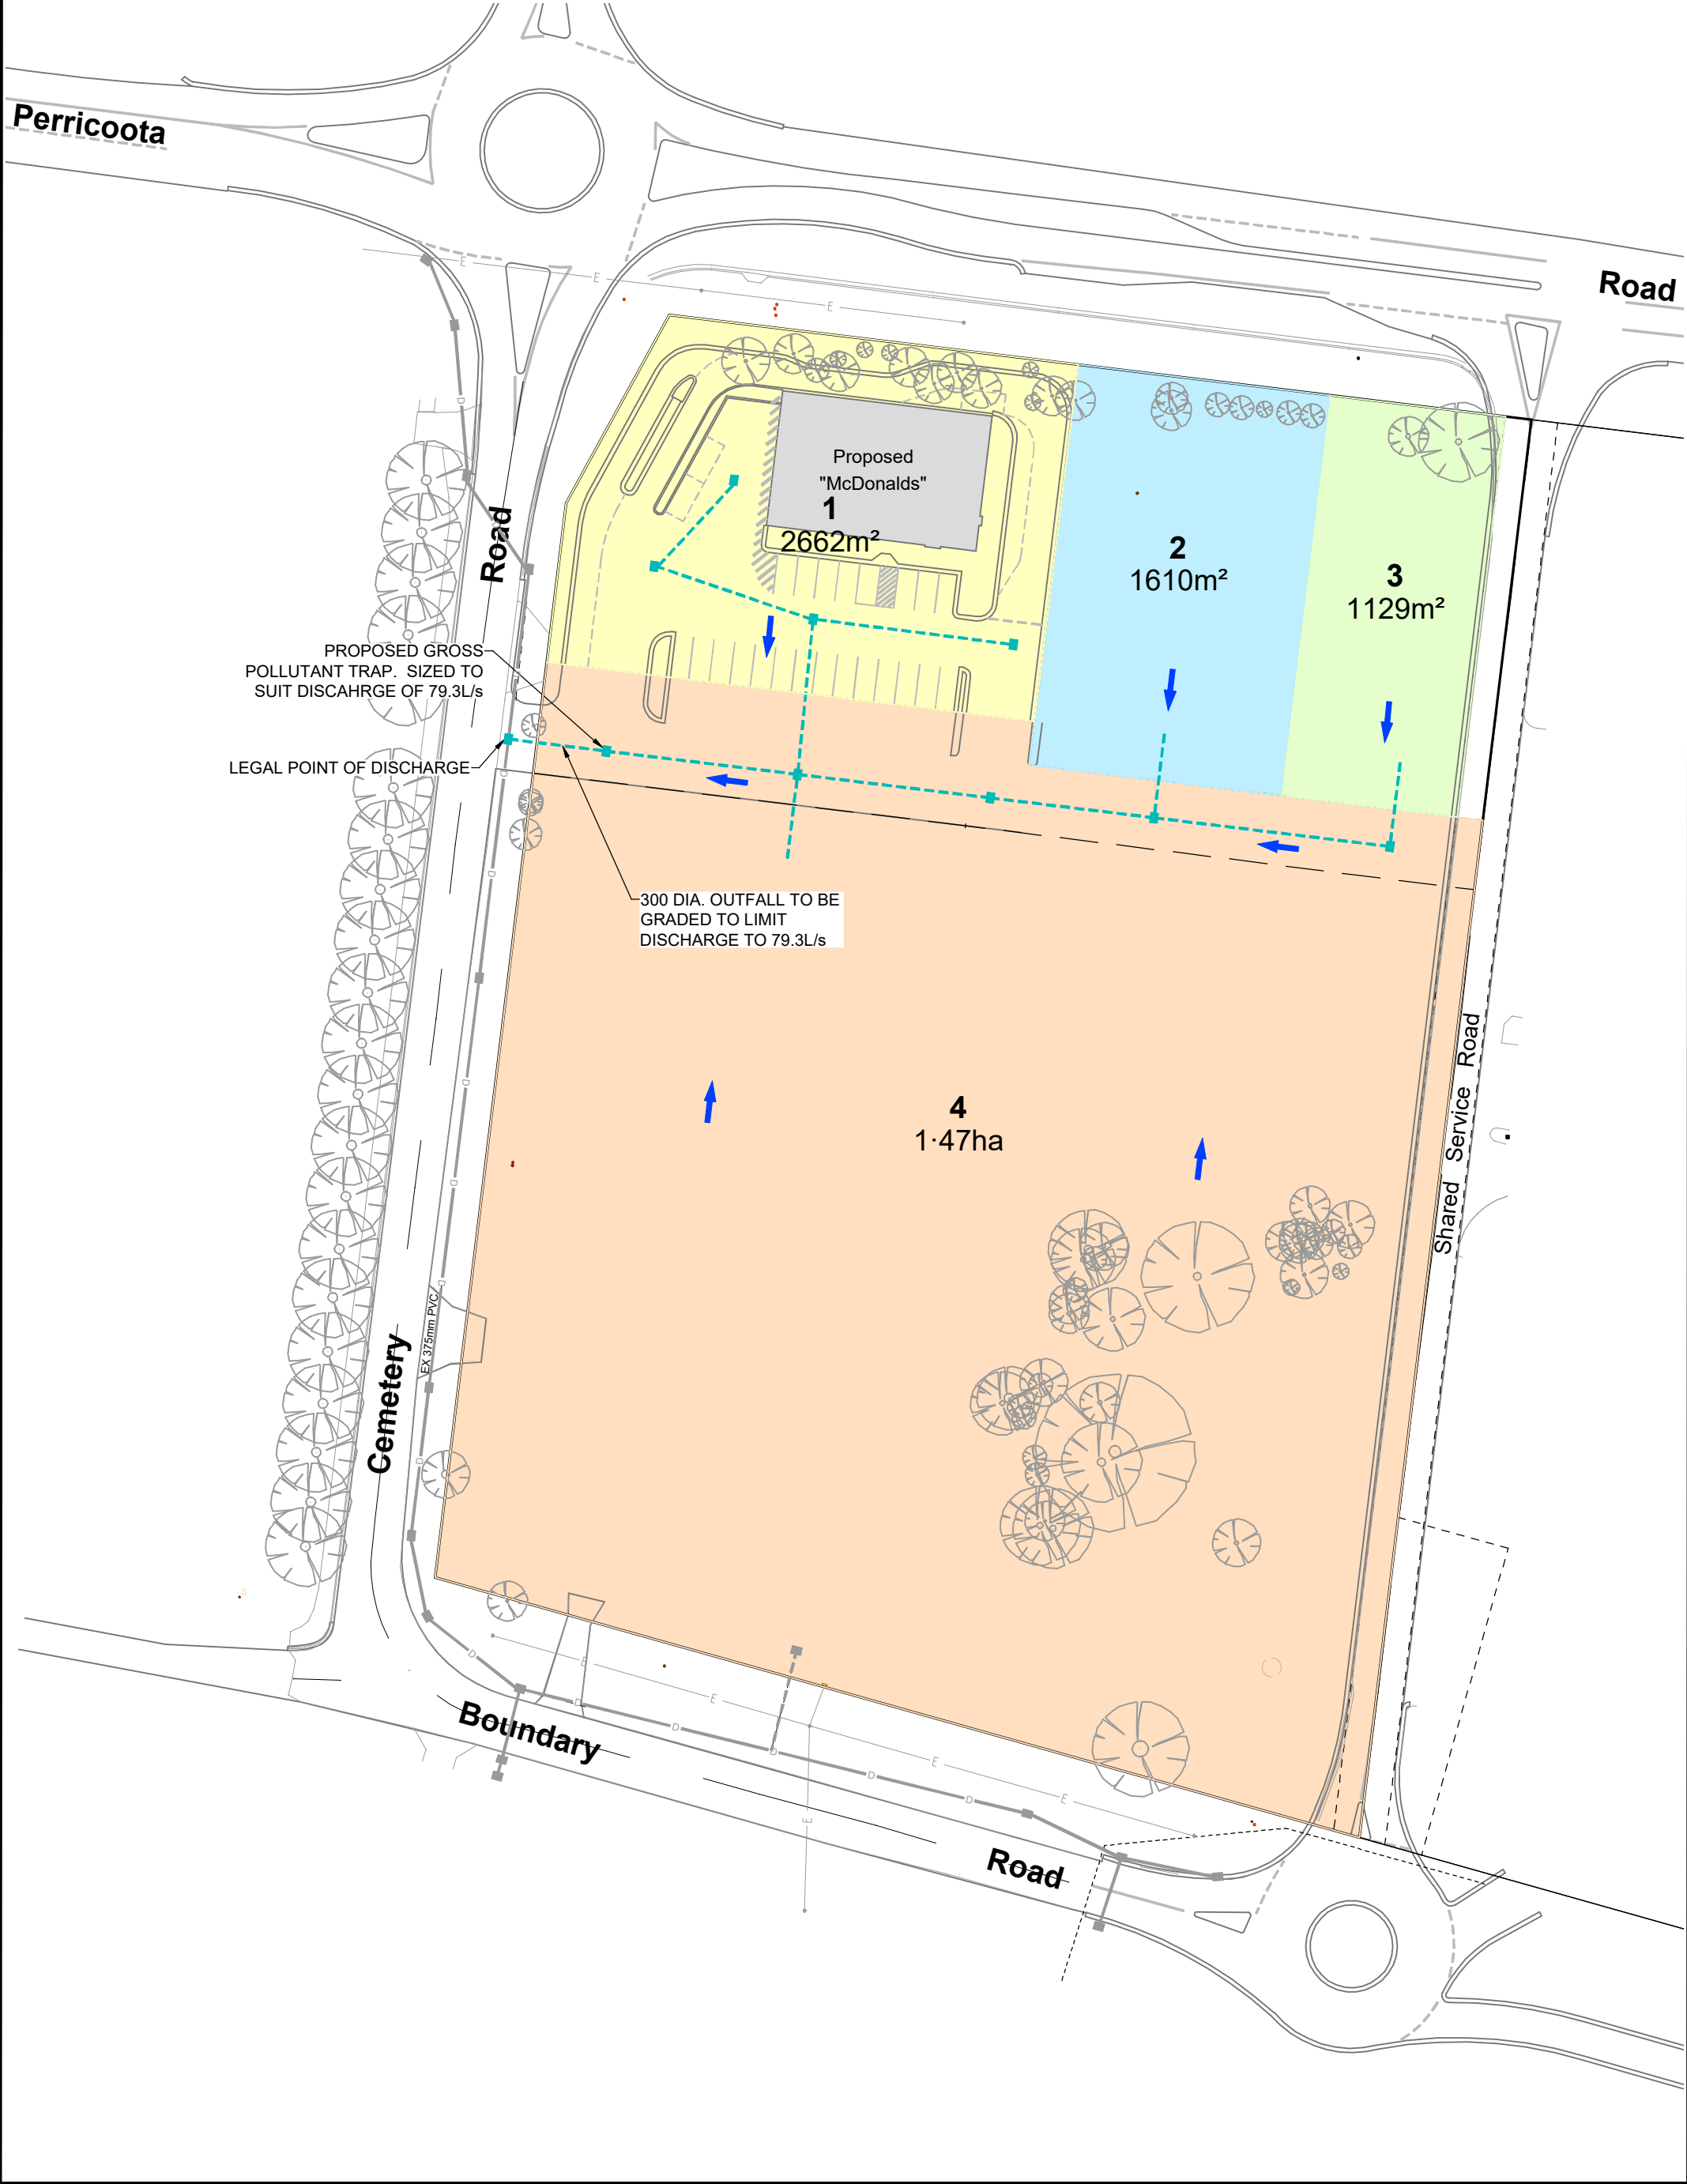 Perricoota
Road
E
E
E
Proposed
"McDonalds"
1
2662m²
D
Road
2
1610m²
3
1129m²
PROPOSED GROSS
POLLUTANT TRAP. SIZED TO
SUIT DISCAHRGE OF 79.3L/s
LEGAL POINT OF DISCHARGE
D
D
300 DIA. OUTFALL TO BE
GRADED TO LIMIT
DISCHARGE TO 79.3L/s
D
4
1·47ha
D
Shared Service Road
D
EX 375mm PVC
Cemetery
D
D
E
D
E
D
Boundary
D
E
D
D
E
E
Road